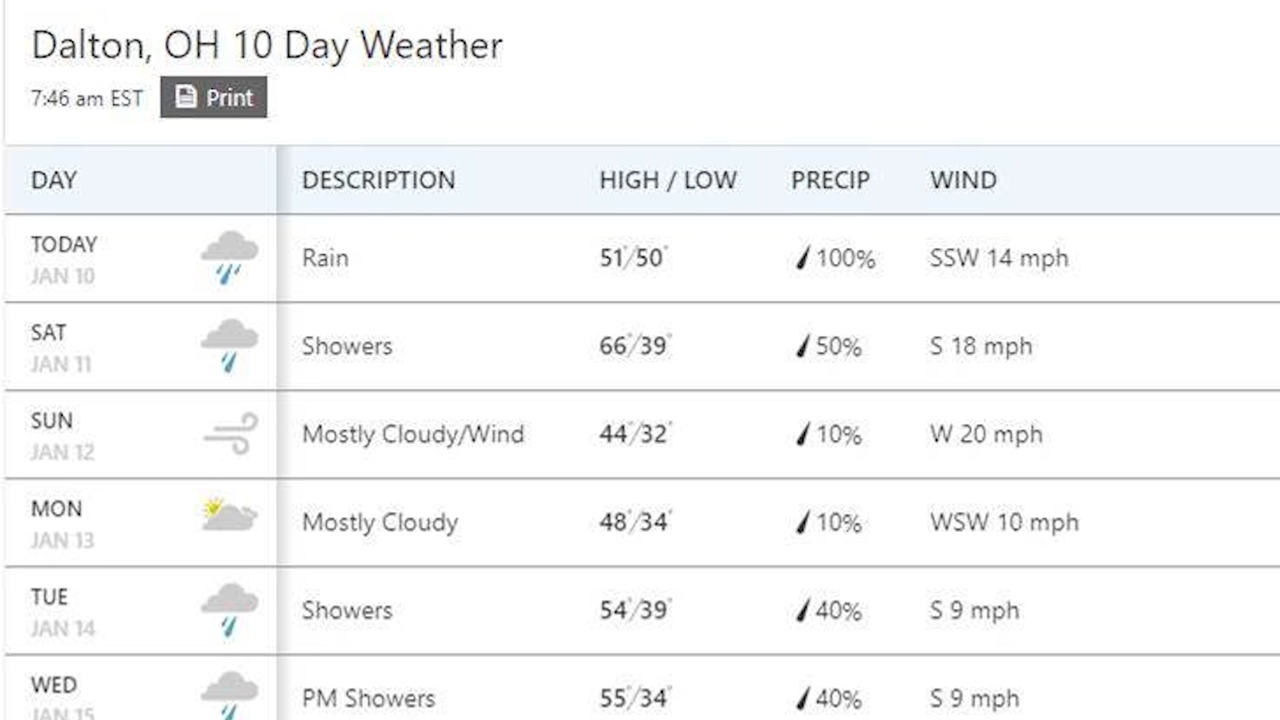 Dalton, OH 10 Day Weather
7:46 am EST Print
DAY DESCRIPTION HIGH / LOW PRECIP WIND
TODAY
JAN 10
Rain 51°/50° 100% SSW 14 mph
SAT
JAN 11
Showers 66°/39° 50% S 18 mph
SUN
JAN 12
Mostly Cloudy/Wind 44°/32° 10% W 20 mph
MON
JAN 13
Mostly Cloudy 48°/34° 10% WSW 10 mph
TUE
JAN 14
Showers 54°/39° 40% S 9 mph
WED
JAN 15
PM Showers 55°/34° 40% S 9 mph